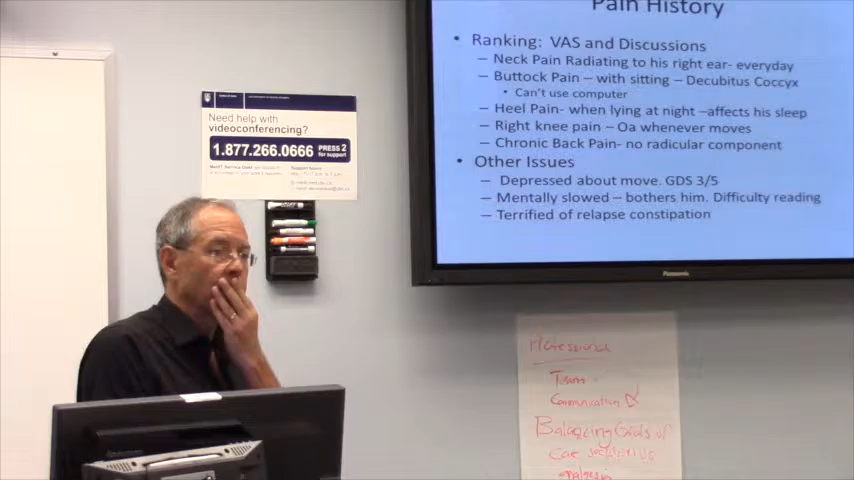 Pain History
• Ranking: VAS and Discussions
– Neck Pain Radiating to his right ear- everyday
– Buttock Pain – with sitting – Decubitus Coccyx
• Can't use computer
– Heel Pain- when lying at night –affects his sleep
– Right knee pain – Oa whenever moves
– Chronic Back Pain- no radicular component
• Other Issues
– Depressed about move. GDS 3/5
– Mentally slowed – bothers him. Difficulty reading
– Terrified of relapse constipation
Panasonic
Need help with
videoconferencing?
1.877.266.0666 PRESS 2 for support
Professional
Team
Communication
Balancing Goals of